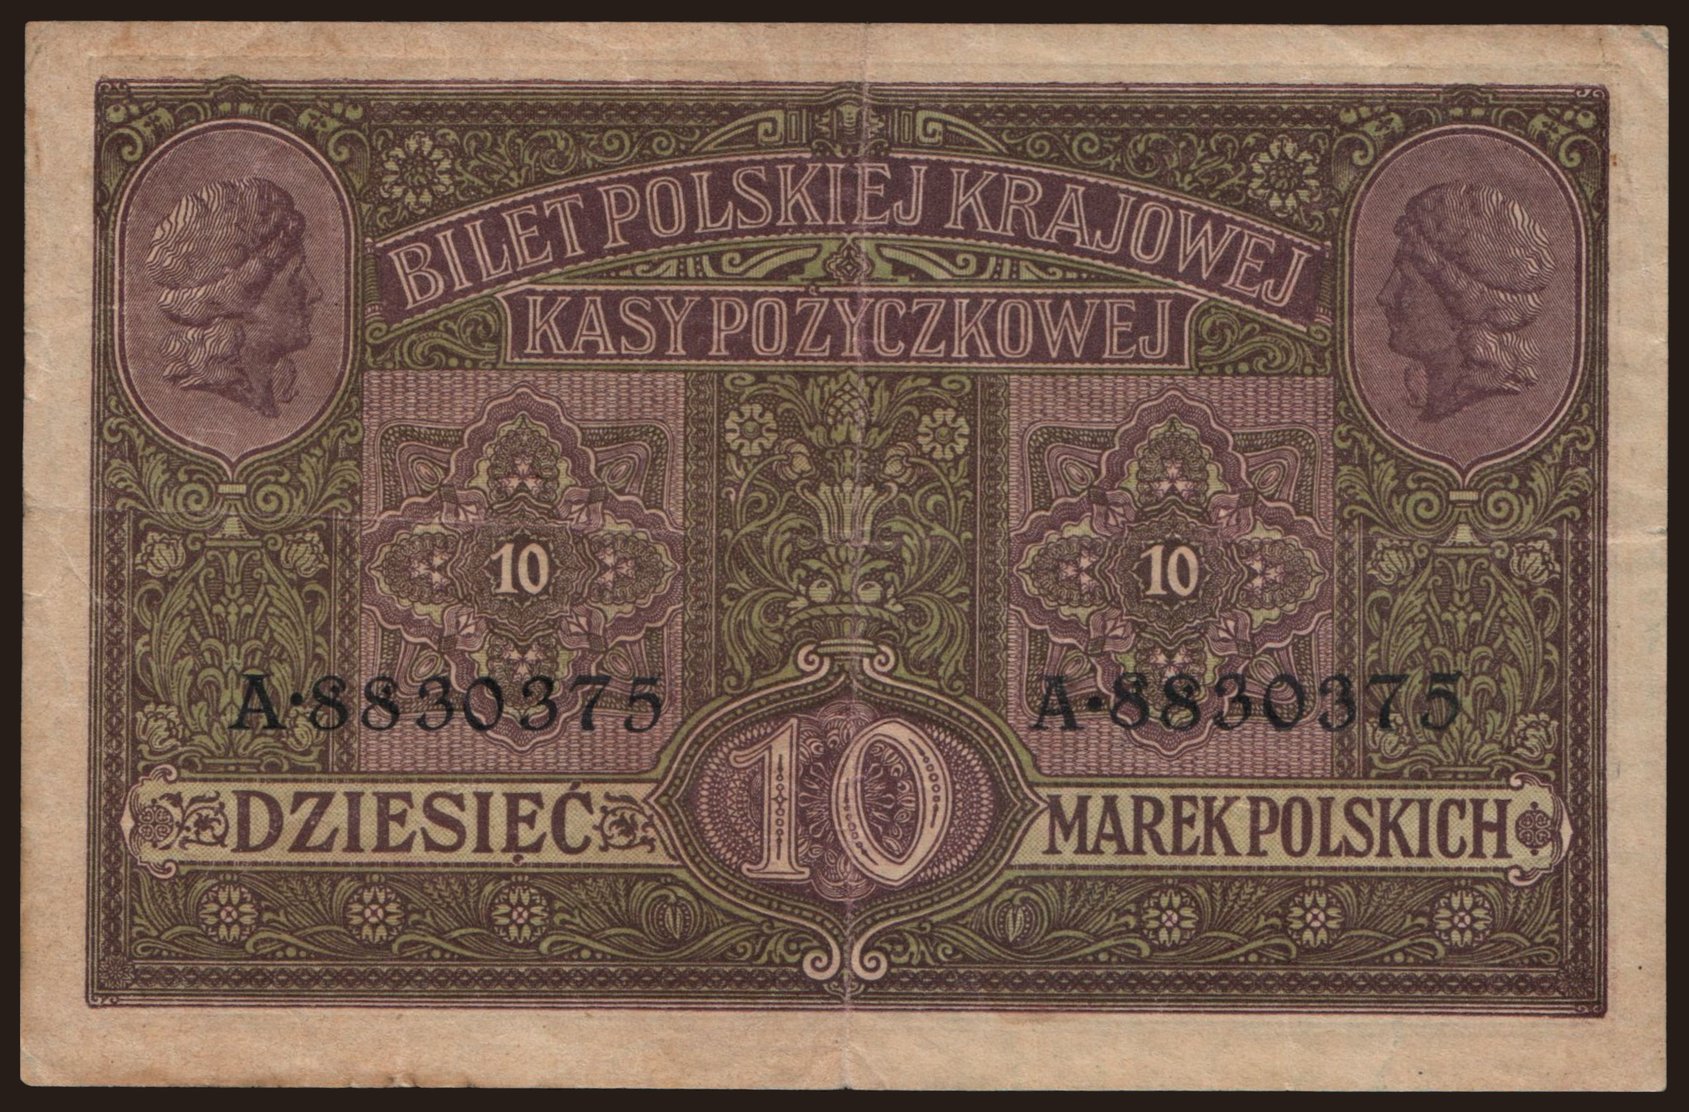 BILET POLSKIEJ KRAJOWEJ
KASY POŻYCZKOWEJ
10 10
A·8830375 A·8830375
DZIESIĘĆ 10 MAREK POLSKICH